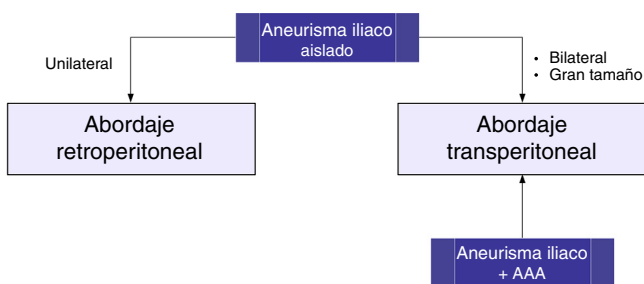 Aneurisma iliaco
aislado
Unilateral
• Bilateral
• Gran tamaño
Abordaje
retroperitoneal
Abordaje
transperitoneal
Aneurisma iliaco
+ AAA